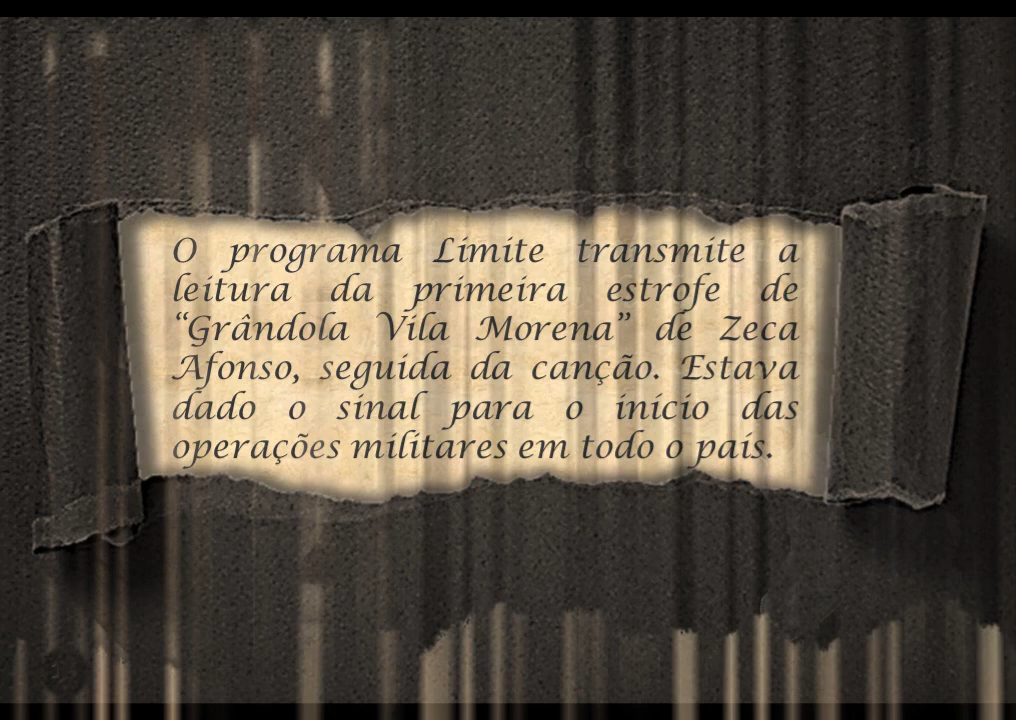 O programa Limite transmite a
leitura da primeira estrofe de
“Grândola Vila Morena” de Zeca
Afonso, seguida da canção. Estava
dado o sinal para o início das
operações militares em todo o país.